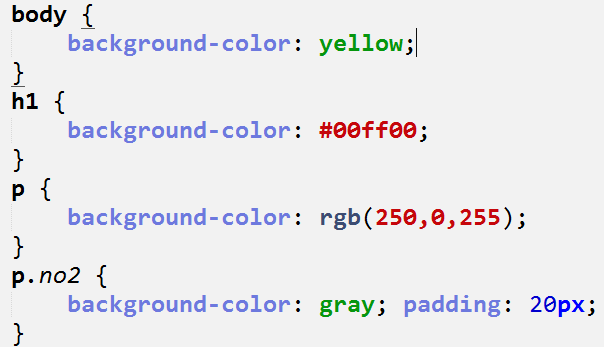 body {
    background-color: yellow;
}
h1 {
    background-color: #00ff00;
}
p {
    background-color: rgb(250,0,255);
}
p.no2 {
    background-color: gray; padding: 20px;
}